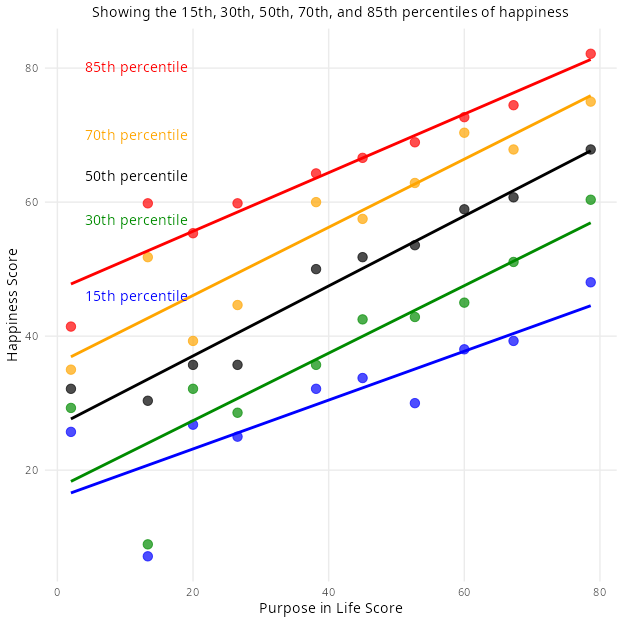 Showing the 15th, 30th, 50th, 70th, and 85th percentiles of happiness
80
85th percentile
70th percentile
50th percentile
60
30th percentile
15th percentile
40
20
Happiness Score
0 20 40 60 80
Purpose in Life Score